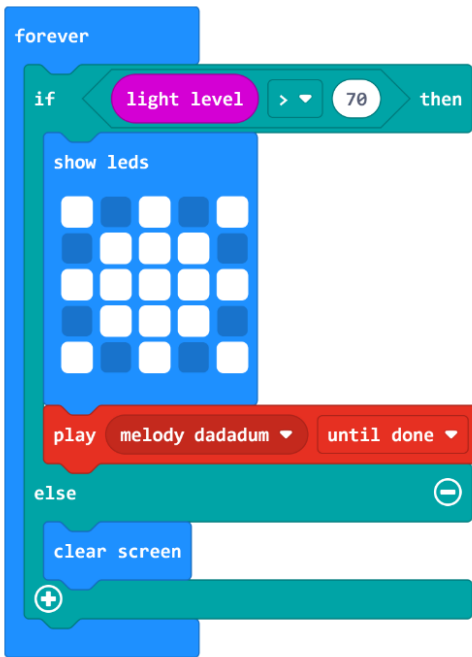 forever
if light level > 70 then
show leds
play melody dadadum until done
else
clear screen